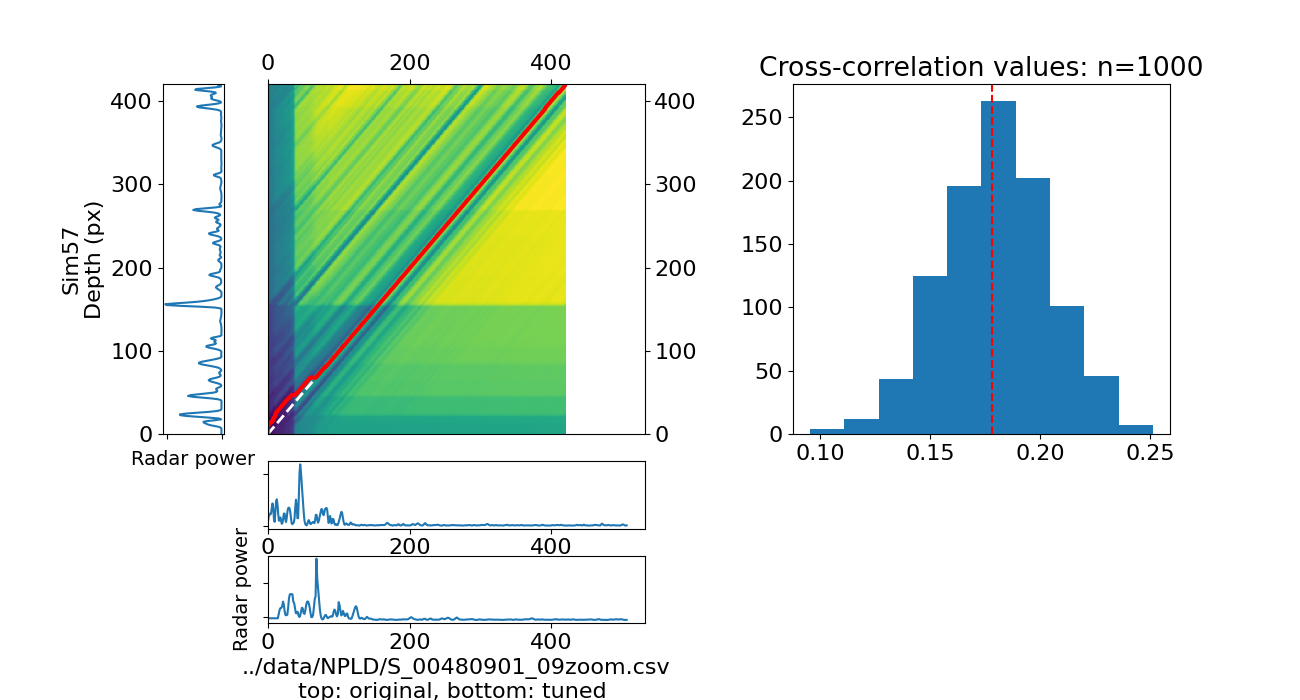 0 200 400
Cross-correlation values: n=1000
400
300
200
100
0
Sim57
Depth (px)
Radar power
400
300
200
100
0
250
200
150
100
50
0
0.10 0.15 0.20 0.25
0 200 400
Radar power
0 200 400
../data/NPLD/S_00480901_09zoom.csv
top: original, bottom: tuned